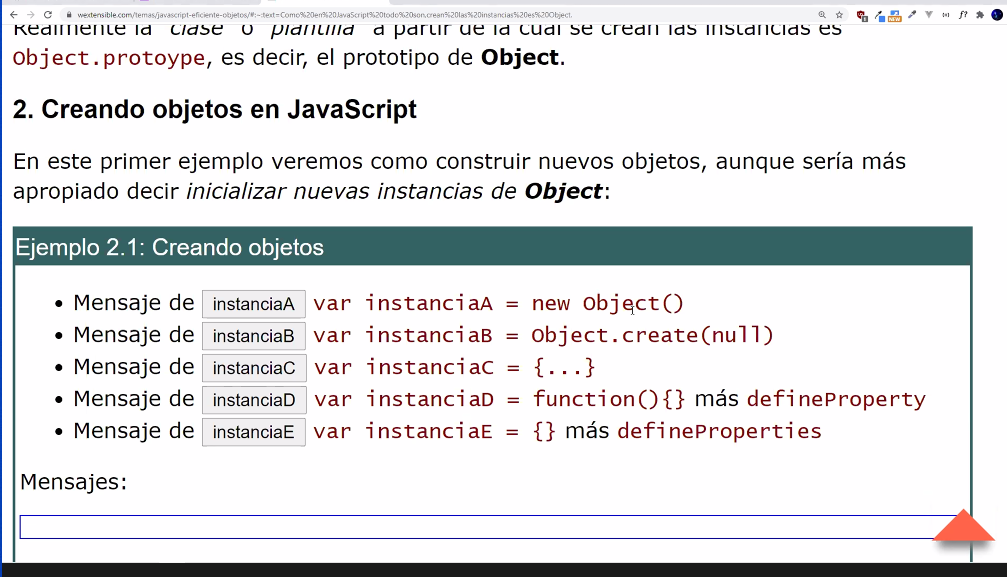 wextensible.com/temas/javascript-eficiente-objetos/#:~:text=Como%20en%20JavaScript%20todo%20son,crean%20las%20instancias%20es%20Object.
Realmente la "clase" o "plantilla" a partir de la cual se crean las instancias es
Object.protoype, es decir, el prototipo de Object.
2. Creando objetos en JavaScript
En este primer ejemplo veremos como construir nuevos objetos, aunque sería más
apropiado decir inicializar nuevas instancias de Object:
Ejemplo 2.1: Creando objetos
• Mensaje de instanciaA var instanciaA = new Object()
• Mensaje de instanciaB var instanciaB = Object.create(null)
• Mensaje de instanciaC var instanciaC = {...}
• Mensaje de instanciaD var instanciaD = function(){} más defineProperty
• Mensaje de instanciaE var instanciaE = {} más defineProperties
Mensajes: